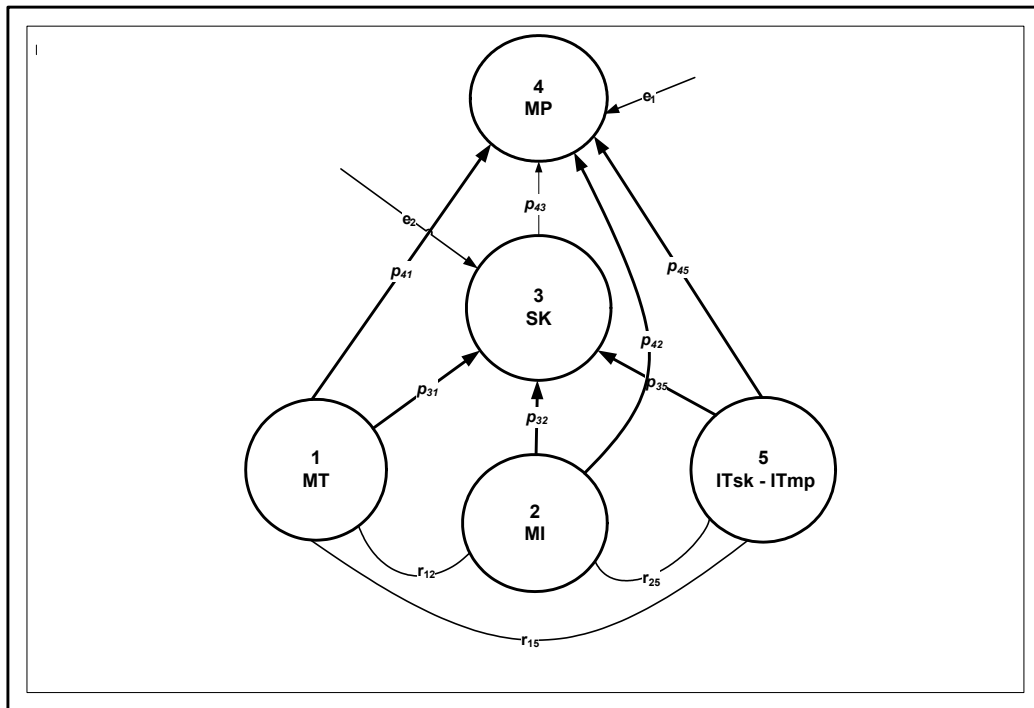 4
MP
e₁
p₄₃
e₂
p₄₁
p₄₅
3
SK
p₄₂
p₃₁
p₃₅
p₃₂
1
MT
5
ITsk - ITmp
2
MI
r₁₂
r₂₅
r₁₅